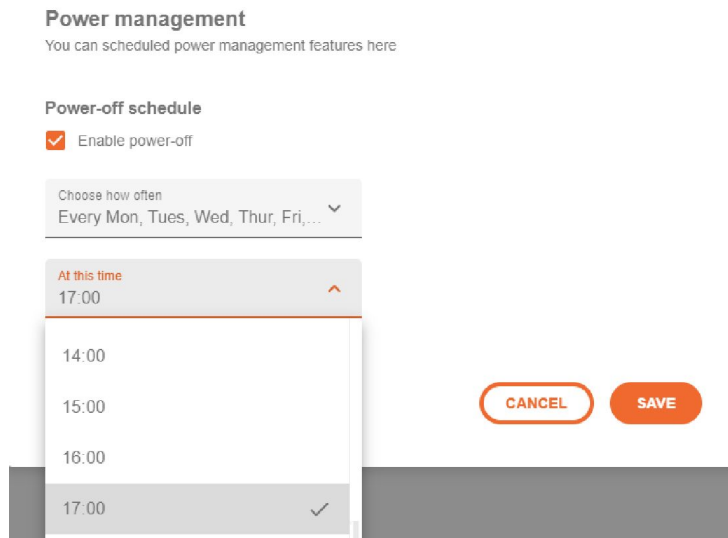 Power management
You can scheduled power management features here
Power-off schedule
Enable power-off
Choose how often
Every Mon, Tues, Wed, Thur, Fri,...
At this time
17:00
14:00
15:00
16:00
17:00
CANCEL
SAVE